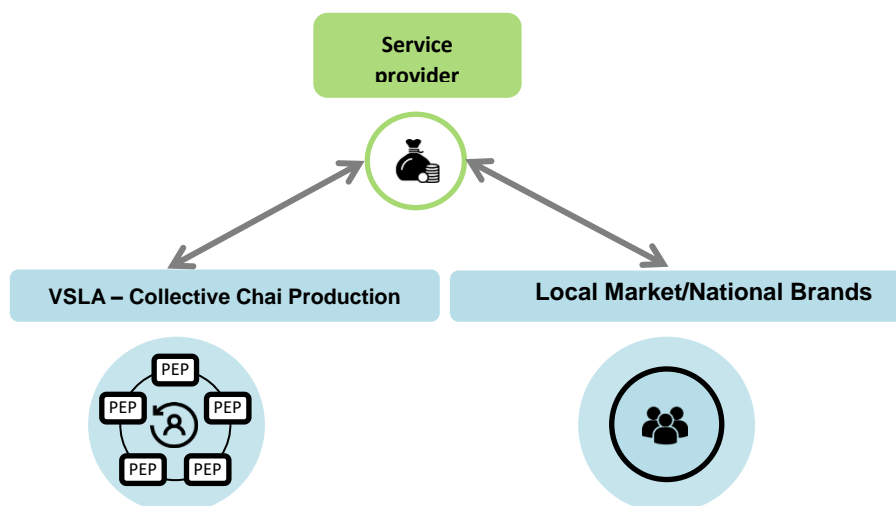 Service
provider
VSLA – Collective Chai Production
Local Market/National Brands
PEP
PEP
PEP
PEP
PEP